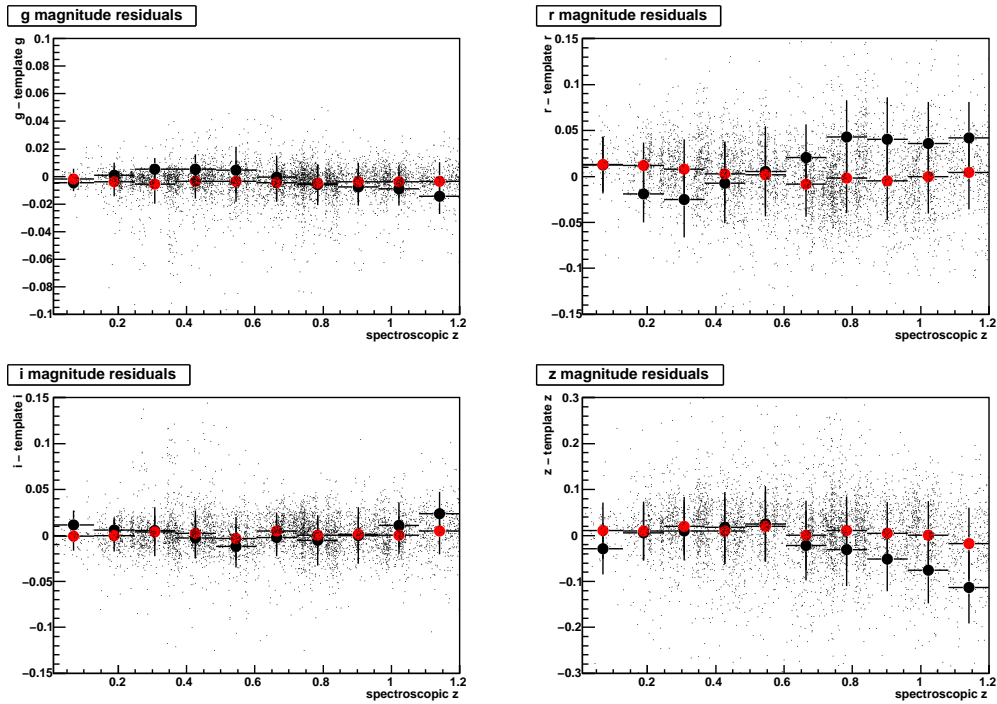 g magnitude residuals
g − template g
0.1
0.08
0.06
0.04
0.02
0
−0.02
−0.04
−0.06
−0.08
−0.1
0.2 0.4 0.6 0.8 1 1.2
spectroscopic z
r magnitude residuals
r − template r
0.15
0.1
0.05
0
−0.05
−0.1
−0.15
0.2 0.4 0.6 0.8 1 1.2
spectroscopic z
i magnitude residuals
i − template i
0.15
0.1
0.05
0
−0.05
−0.1
−0.15
0.2 0.4 0.6 0.8 1 1.2
spectroscopic z
z magnitude residuals
z − template z
0.3
0.2
0.1
0
−0.1
−0.2
−0.3
0.2 0.4 0.6 0.8 1 1.2
spectroscopic z